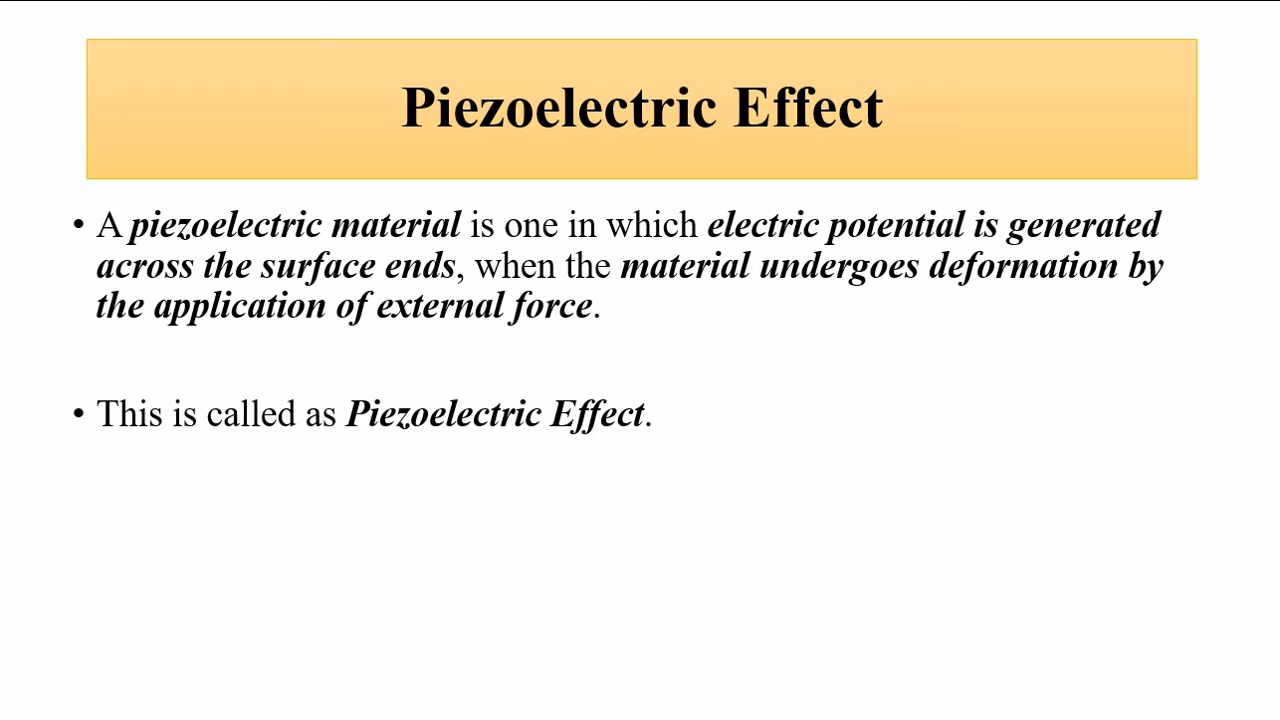 Piezoelectric Effect
• A piezoelectric material is one in which electric potential is generated
across the surface ends, when the material undergoes deformation by
the application of external force.
• This is called as Piezoelectric Effect.